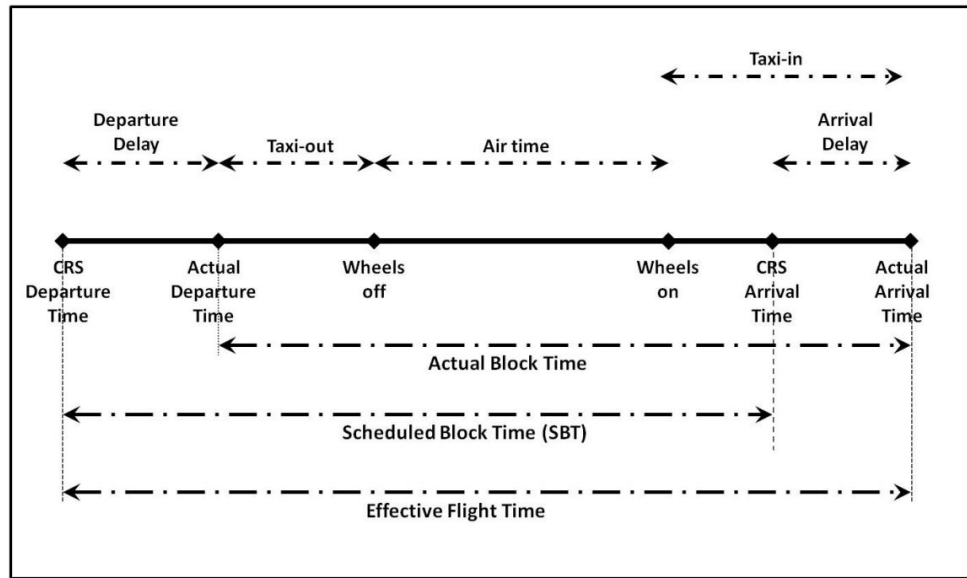 Taxi-in
Departure
Delay
Taxi-out
Air time
Arrival
Delay
CRS
Departure
Time
Actual
Departure
Time
Wheels
off
Wheels
on
CRS
Arrival
Time
Actual
Arrival
Time
Actual Block Time
Scheduled Block Time (SBT)
Effective Flight Time